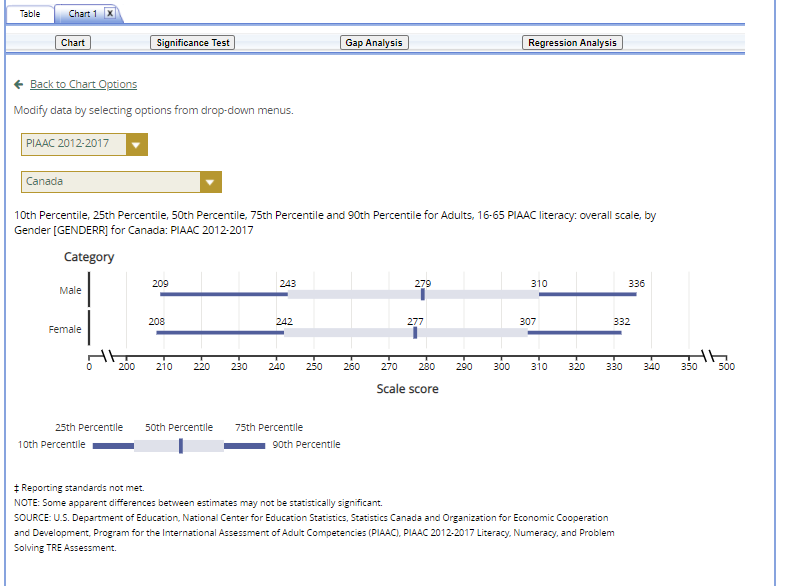 Table Chart 1 X
Chart Significance Test Gap Analysis Regression Analysis
Back to Chart Options
Modify data by selecting options from drop-down menus.
PIAAC 2012-2017
Canada
10th Percentile, 25th Percentile, 50th Percentile, 75th Percentile and 90th Percentile for Adults, 16-65 PIAAC literacy: overall scale, by
Gender [GENDERR] for Canada: PIAAC 2012-2017
Category
209 243 279 310 336
Male
208 242 277 307 332
Female
0 200 210 220 230 240 250 260 270 280 290 300 310 320 330 340 350 500
Scale score
25th Percentile 50th Percentile 75th Percentile
10th Percentile 90th Percentile
‡ Reporting standards not met.
NOTE: Some apparent differences between estimates may not be statistically significant.
SOURCE: U.S. Department of Education, National Center for Education Statistics, Statistics Canada and Organization for Economic Cooperation
and Development, Program for the International Assessment of Adult Competencies (PIAAC), PIAAC 2012-2017 Literacy, Numeracy, and Problem
Solving TRE Assessment.